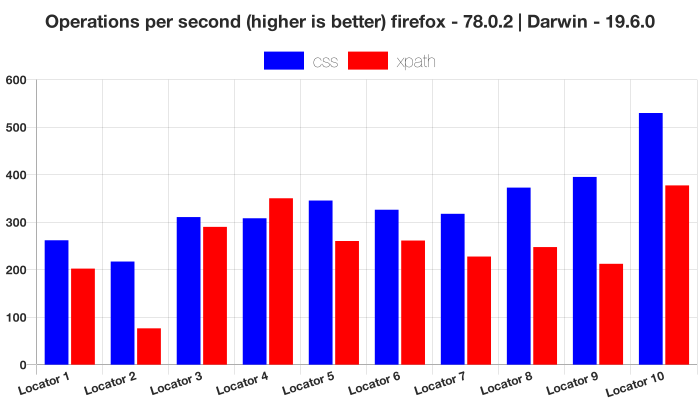 Operations per second (higher is better) firefox - 78.0.2 | Darwin - 19.6.0
css xpath
600
500
400
300
200
100
0
Locator 1 Locator 2 Locator 3 Locator 4 Locator 5 Locator 6 Locator 7 Locator 8 Locator 9 Locator 10